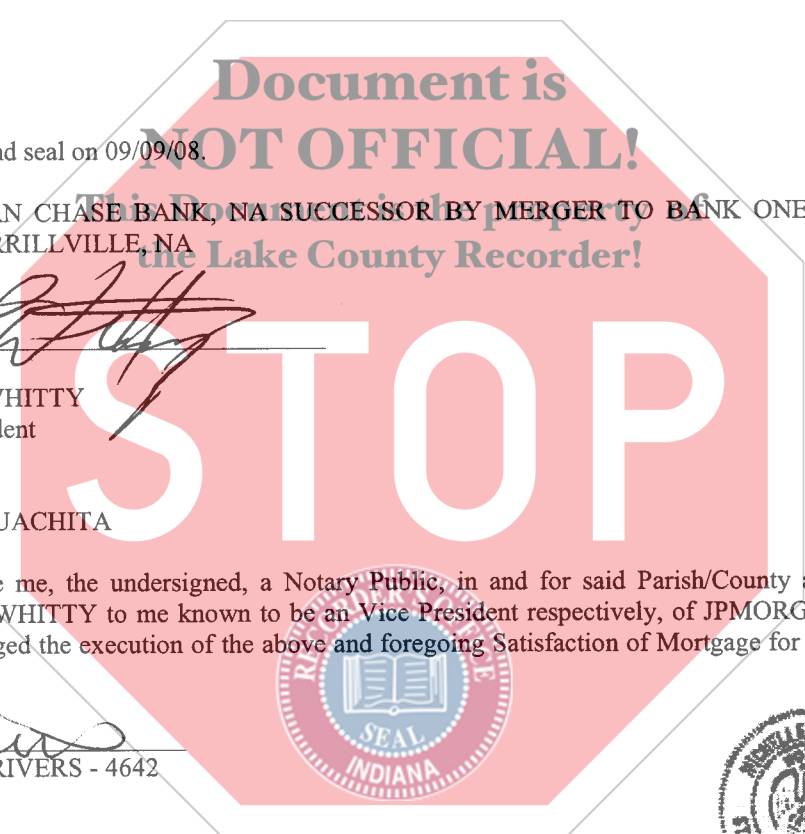 Document is
NOT OFFICIAL!
This Document is the property of
the Lake County Recorder!
STOP
nd seal on 09/09/08.
AN CHASE BANK, NA SUCCESSOR BY MERGER TO BANK ONE
RRILLVILLE, NA
WHITTY
dent
UACHITA
e me, the undersigned, a Notary Public, in and for said Parish/County a
WHITTY to me known to be an Vice President respectively, of JPMORG
ged the execution of the above and foregoing Satisfaction of Mortgage for
RIVERS - 4642
RECORDER'S OFFICE
SEAL
INDIANA